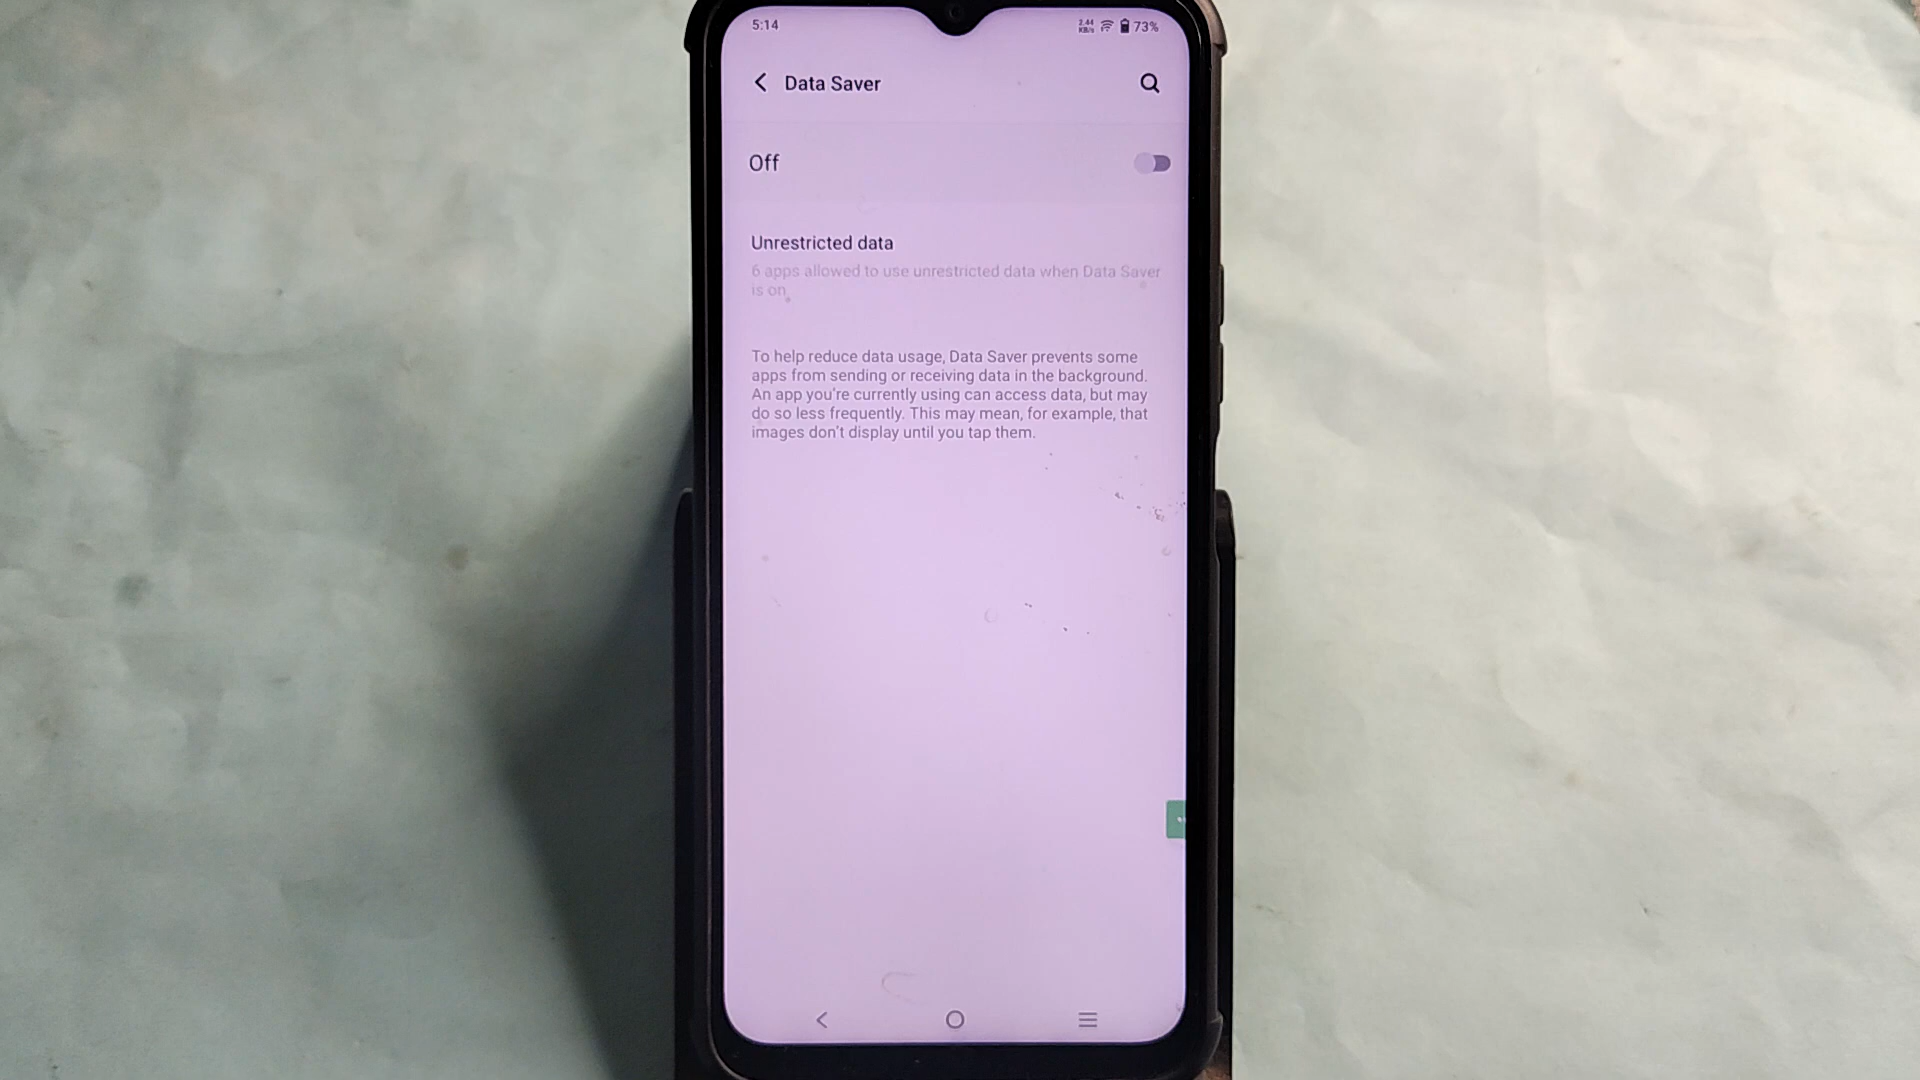 5:14
2.44
KB/s
73%
Data Saver
Off
Unrestricted data
6 apps allowed to use unrestricted data when Data Saver
is on.
To help reduce data usage, Data Saver prevents some
apps from sending or receiving data in the background.
An app you're currently using can access data, but may
do so less frequently. This may mean, for example, that
images don't display until you tap them.